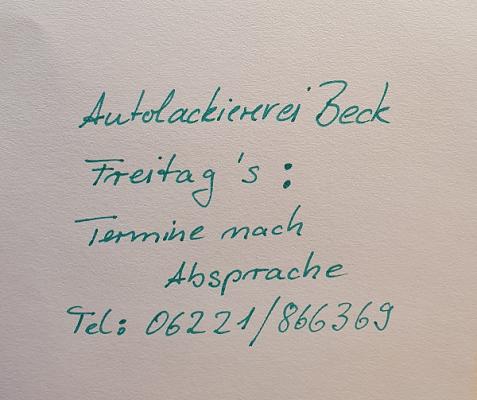 Autolackiererei Beck
Freitag's:
Termine nach
Absprache
Tel: 06221/866369